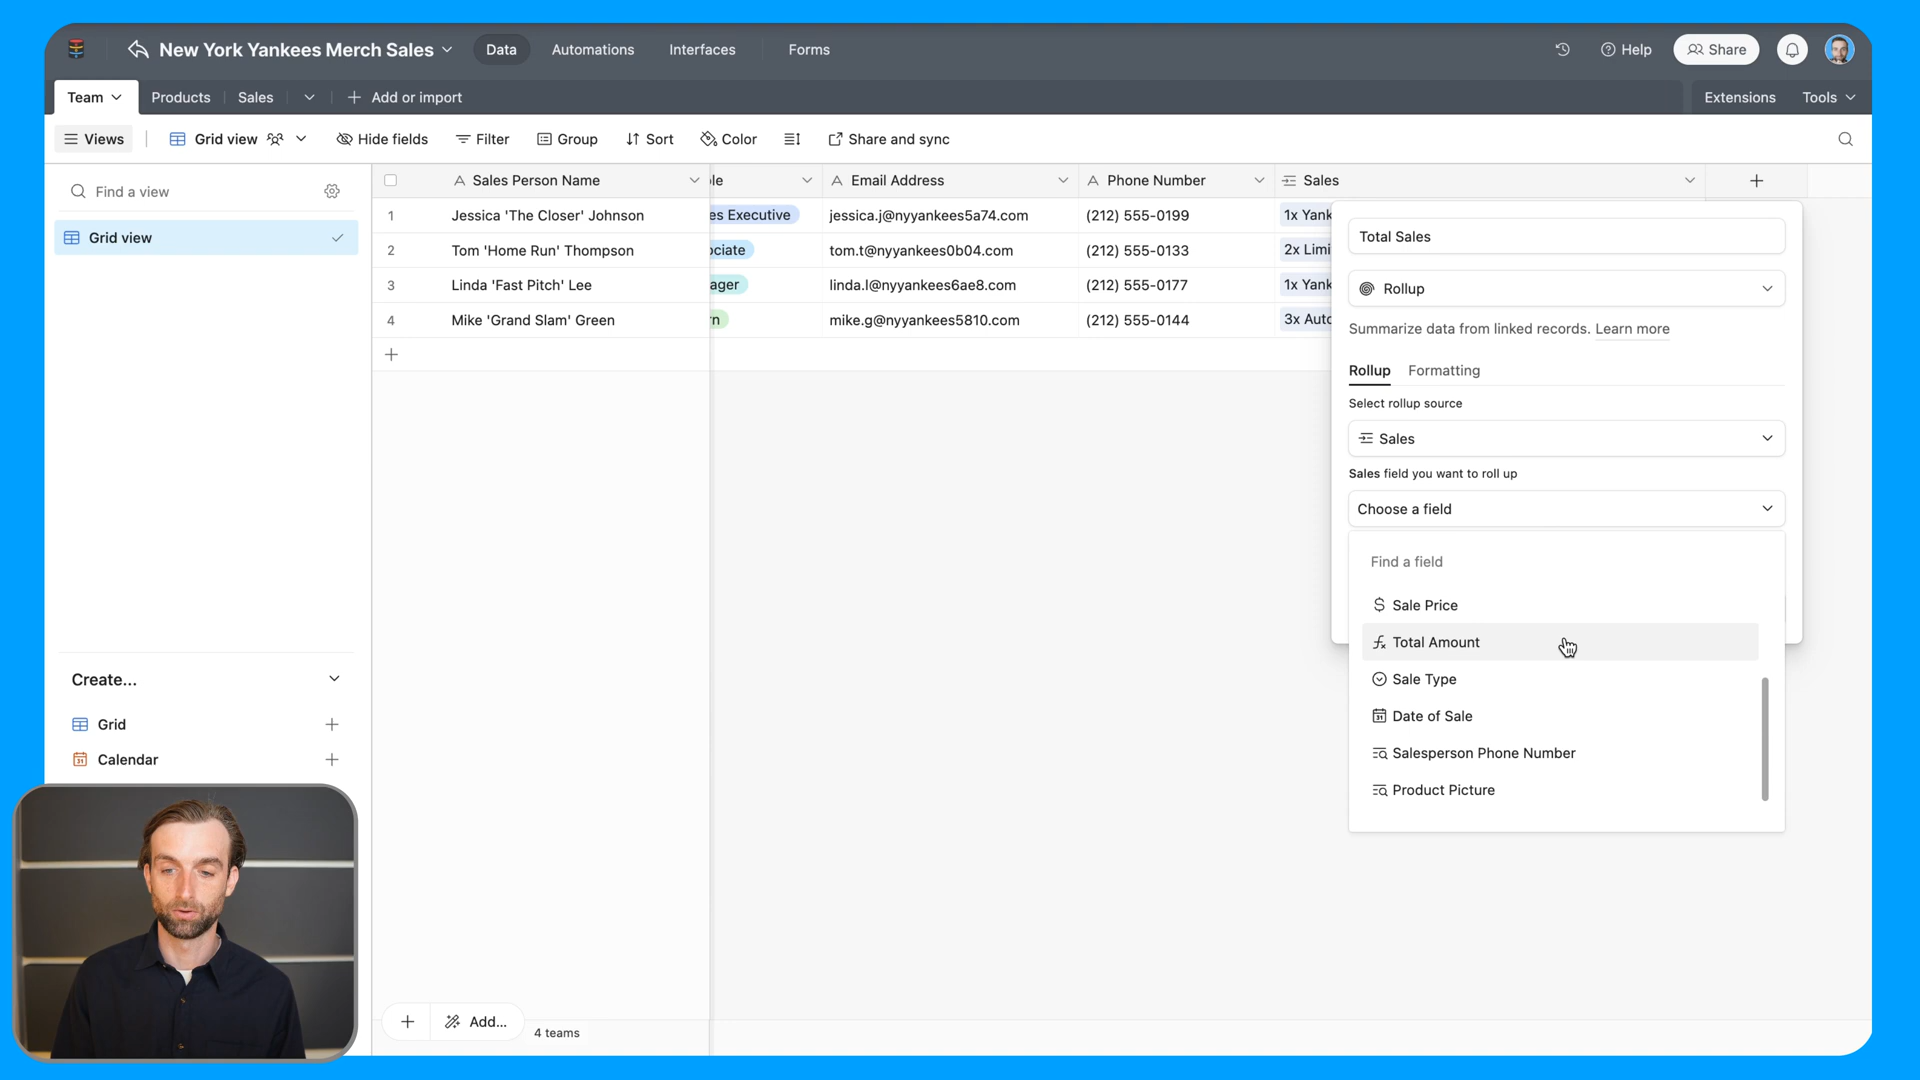 New York Yankees Merch Sales
Data
Automations
Interfaces
Forms
Help
Share
Team
Products
Sales
Add or import
Extensions
Tools
Views
Grid view
Hide fields
Filter
Group
Sort
Color
Share and sync
Find a view
Grid view
Sales Person Name
le
Email Address
Phone Number
Sales
1 Jessica 'The Closer' Johnson es Executive jessica.j@nyyankees5a74.com (212) 555-0199 1x Yank
2 Tom 'Home Run' Thompson ociate tom.t@nyyankees0b04.com (212) 555-0133 2x Limi
3 Linda 'Fast Pitch' Lee ager linda.l@nyyankees6ae8.com (212) 555-0177 1x Yank
4 Mike 'Grand Slam' Green rn mike.g@nyyankees5810.com (212) 555-0144 3x Auto
Total Sales
Rollup
Summarize data from linked records. Learn more
Rollup Formatting
Select rollup source
Sales
Sales field you want to roll up
Choose a field
Find a field
Sale Price
Total Amount
Sale Type
Date of Sale
Salesperson Phone Number
Product Picture
Create...
Grid
Calendar
Add...
4 teams